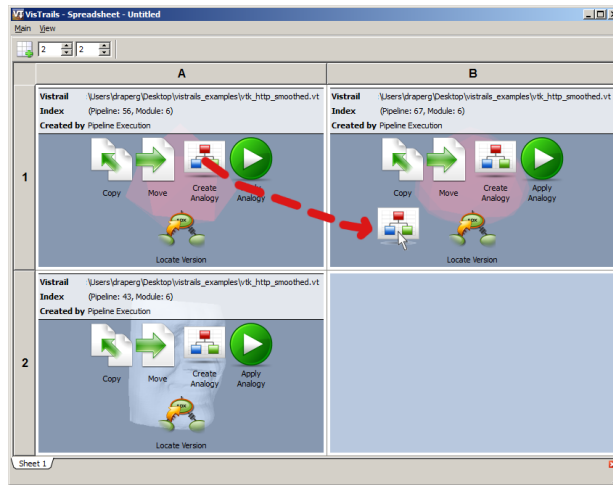 VisTrails - Spreadsheet - Untitled
Main View
2 2
A B
1
Vistrail \Users\draperg\Desktop\vistrails_examples\vtk_http_smoothed.vt
Index (Pipeline: 56, Module: 6)
Created by Pipeline Execution
Copy Move Create Analogy Apply Analogy
Locate Version
Vistrail \Users\draperg\Desktop\vistrails_examples\vtk_http_smoothed.vt
Index (Pipeline: 67, Module: 6)
Created by Pipeline Execution
Copy Move Create Analogy Apply Analogy
Locate Version
2
Vistrail \Users\draperg\Desktop\vistrails_examples\vtk_http_smoothed.vt
Index (Pipeline: 43, Module: 6)
Created by Pipeline Execution
Copy Move Create Analogy Apply Analogy
Locate Version
Sheet 1